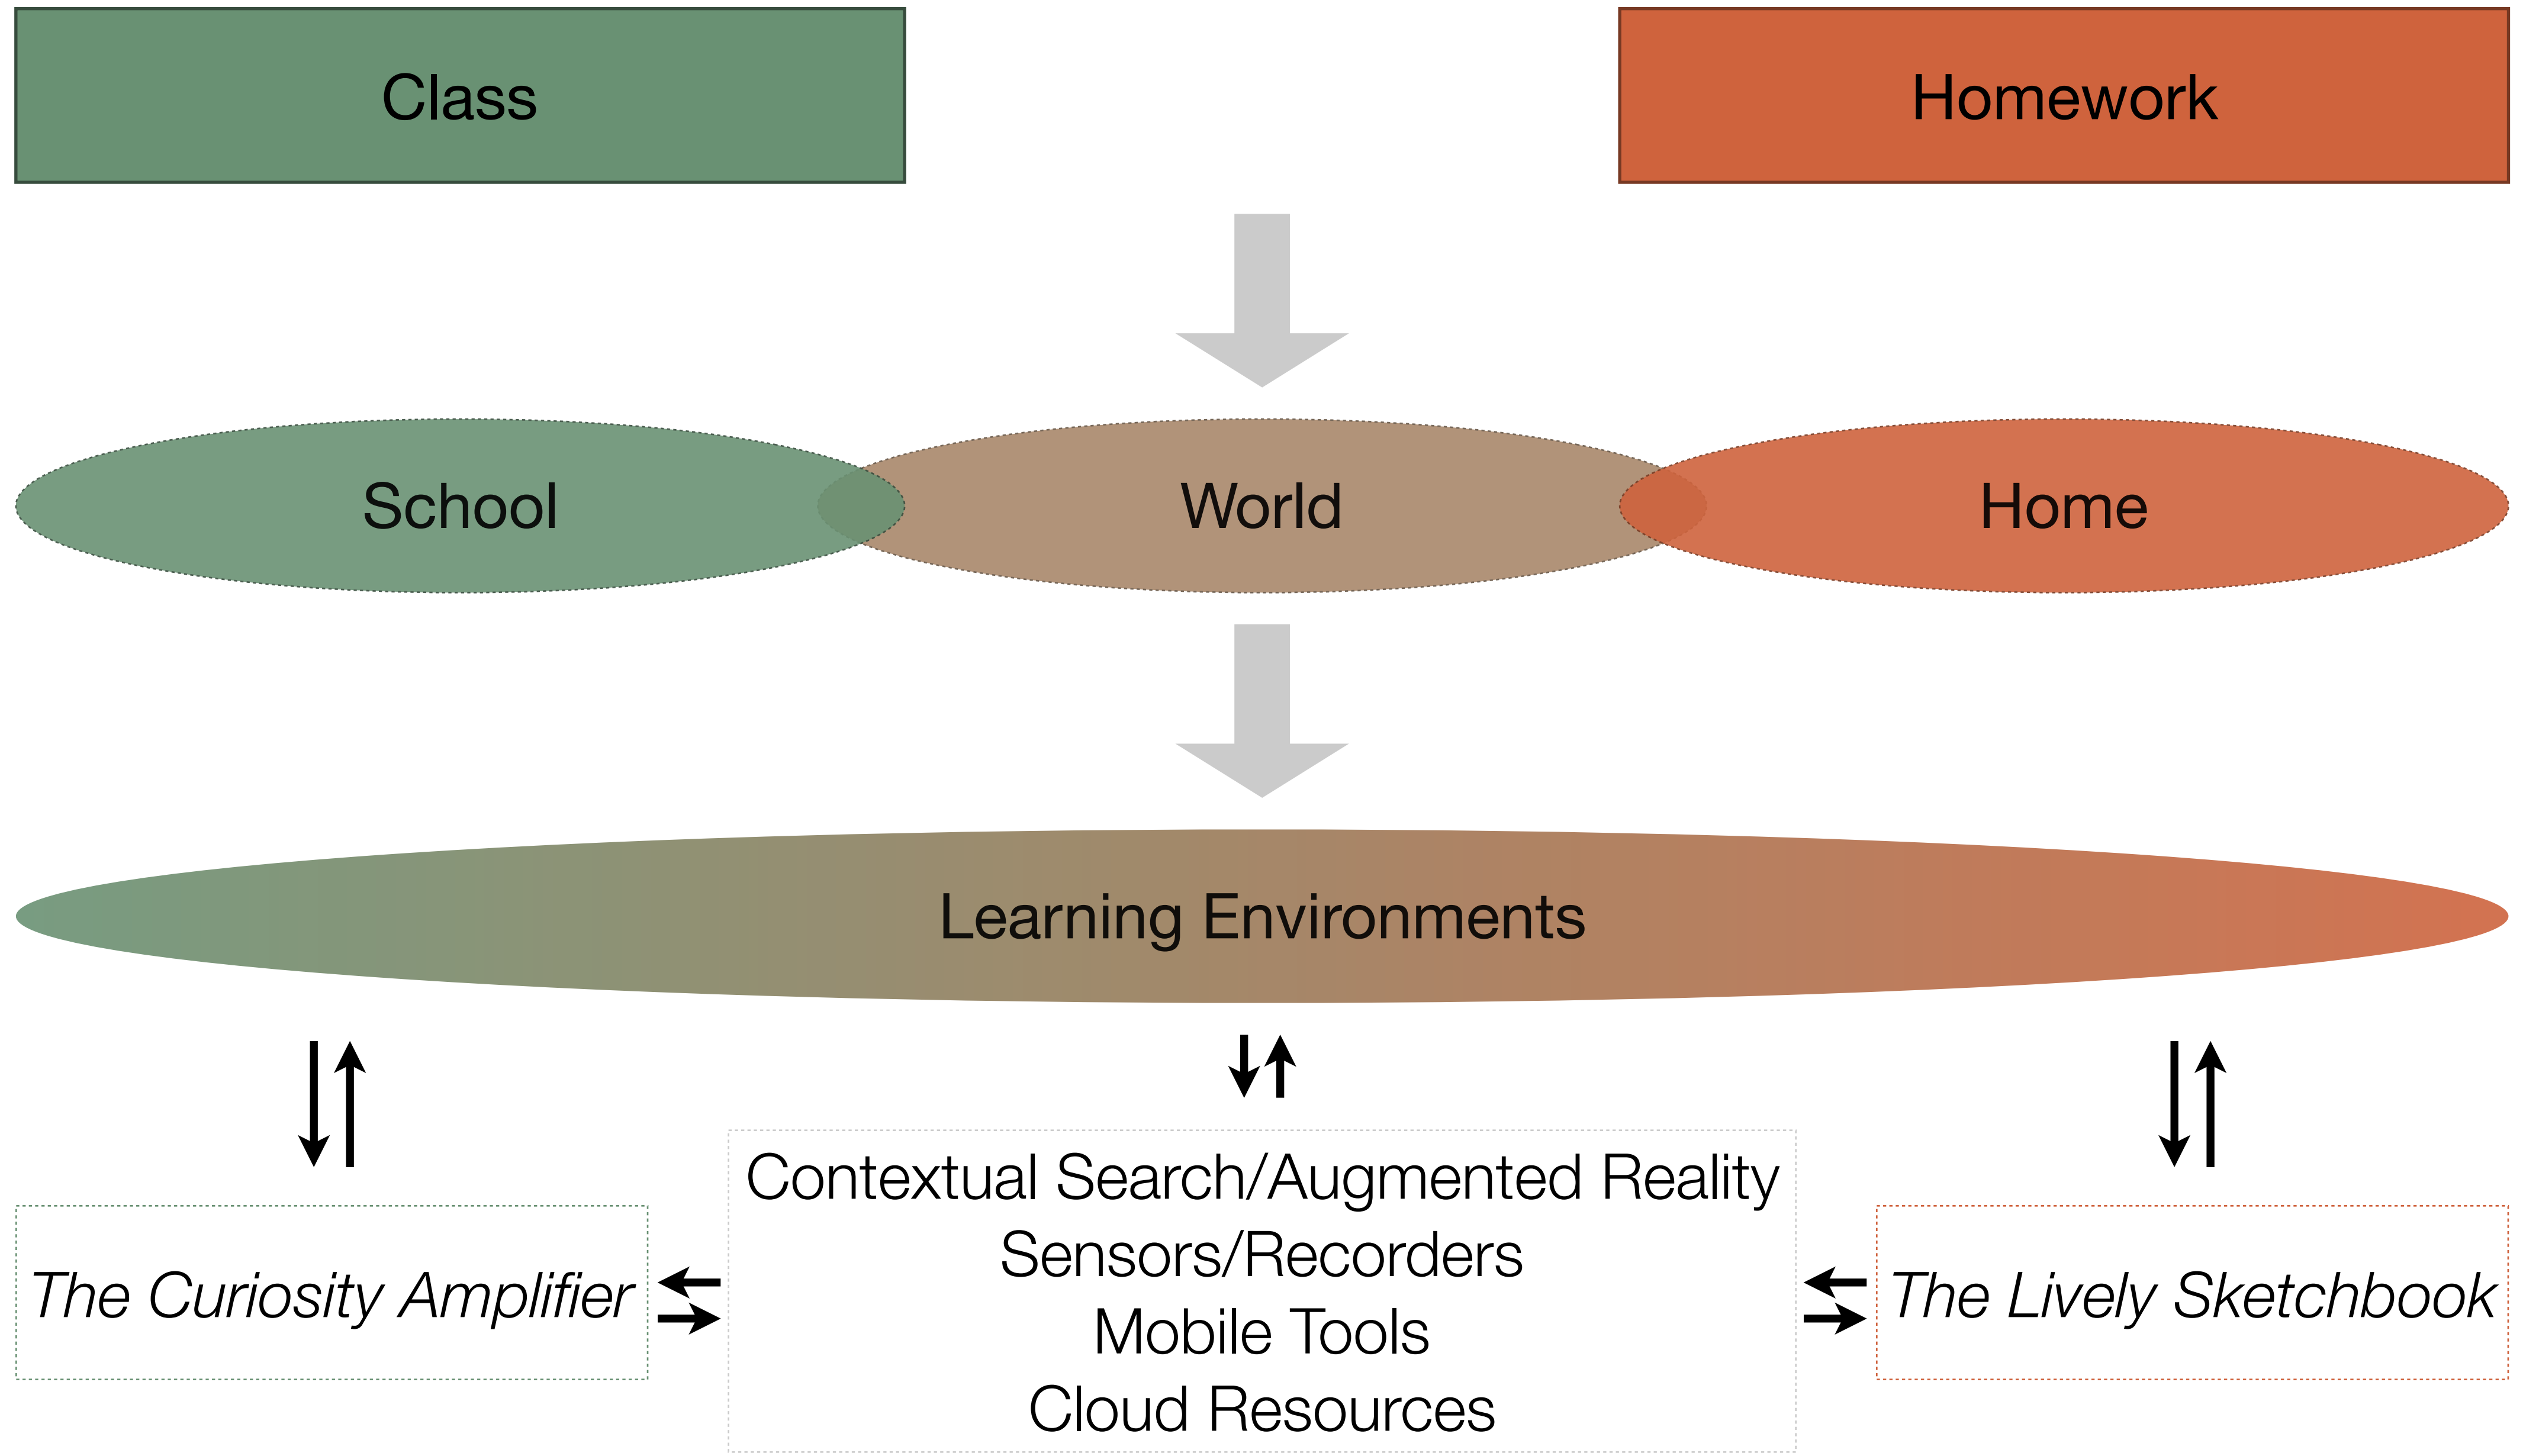 Class
Homework
School
World
Home
Learning Environments
Contextual Search/Augmented Reality
Sensors/Recorders
Mobile Tools
Cloud Resources
The Curiosity Amplifier
The Lively Sketchbook